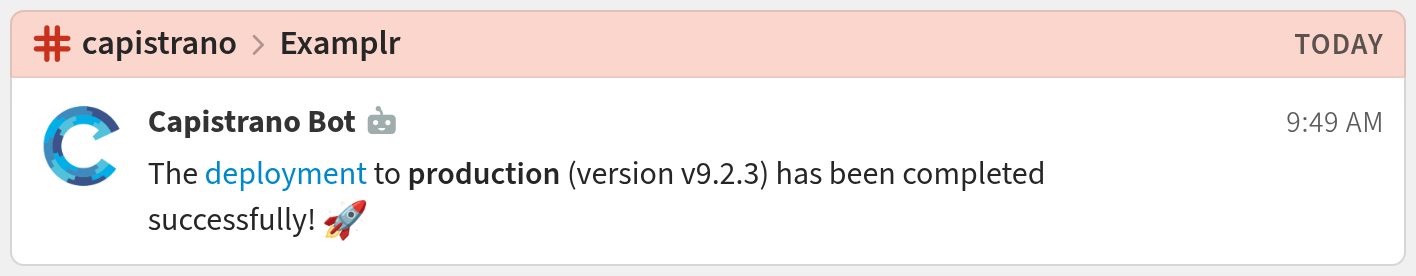 # capistrano > Examplr TODAY
Capistrano Bot 9:49 AM
The deployment to production (version v9.2.3) has been completed
successfully! 🚀